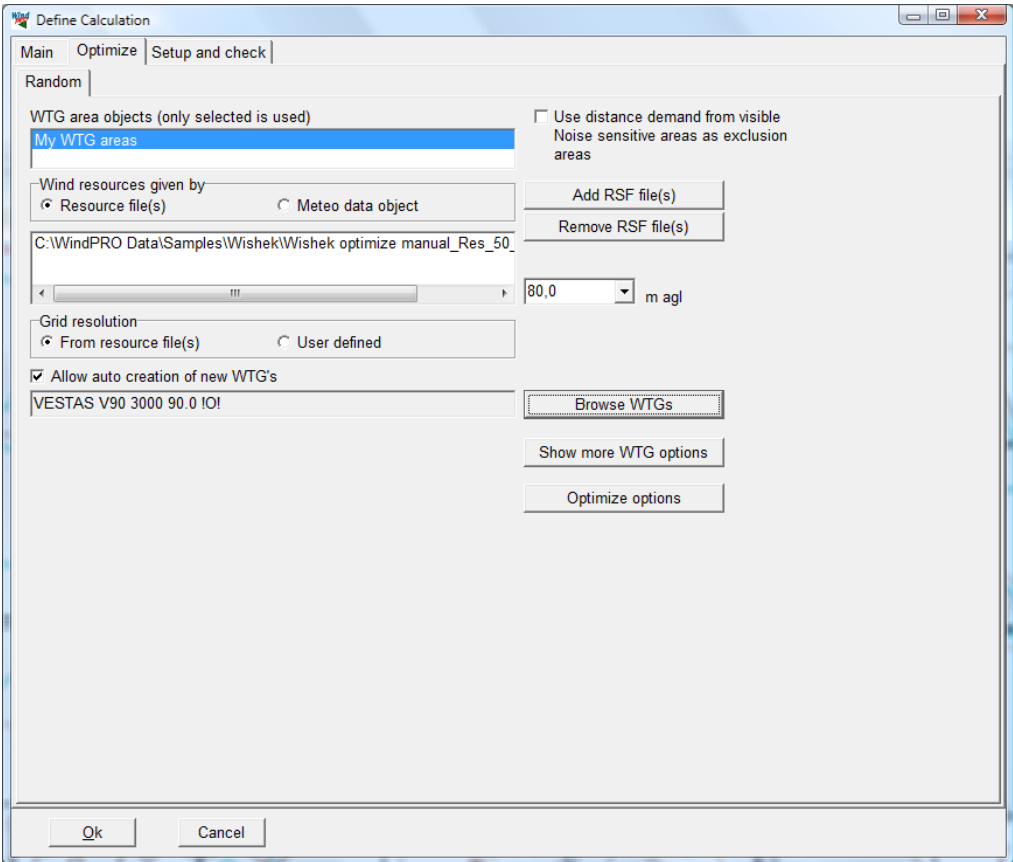 Wind
Define Calculation
Main Optimize Setup and check
Random
WTG area objects (only selected is used)
My WTG areas
Use distance demand from visible
Noise sensitive areas as exclusion
areas
Wind resources given by
Resource file(s) Meteo data object
Add RSF file(s)
Remove RSF file(s)
C:\WindPRO Data\Samples\Wishek\Wishek optimize manual_Res_50_
80,0 m agl
Grid resolution
From resource file(s) User defined
Allow auto creation of new WTG's
VESTAS V90 3000 90.0 !O!
Browse WTGs
Show more WTG options
Optimize options
Ok Cancel